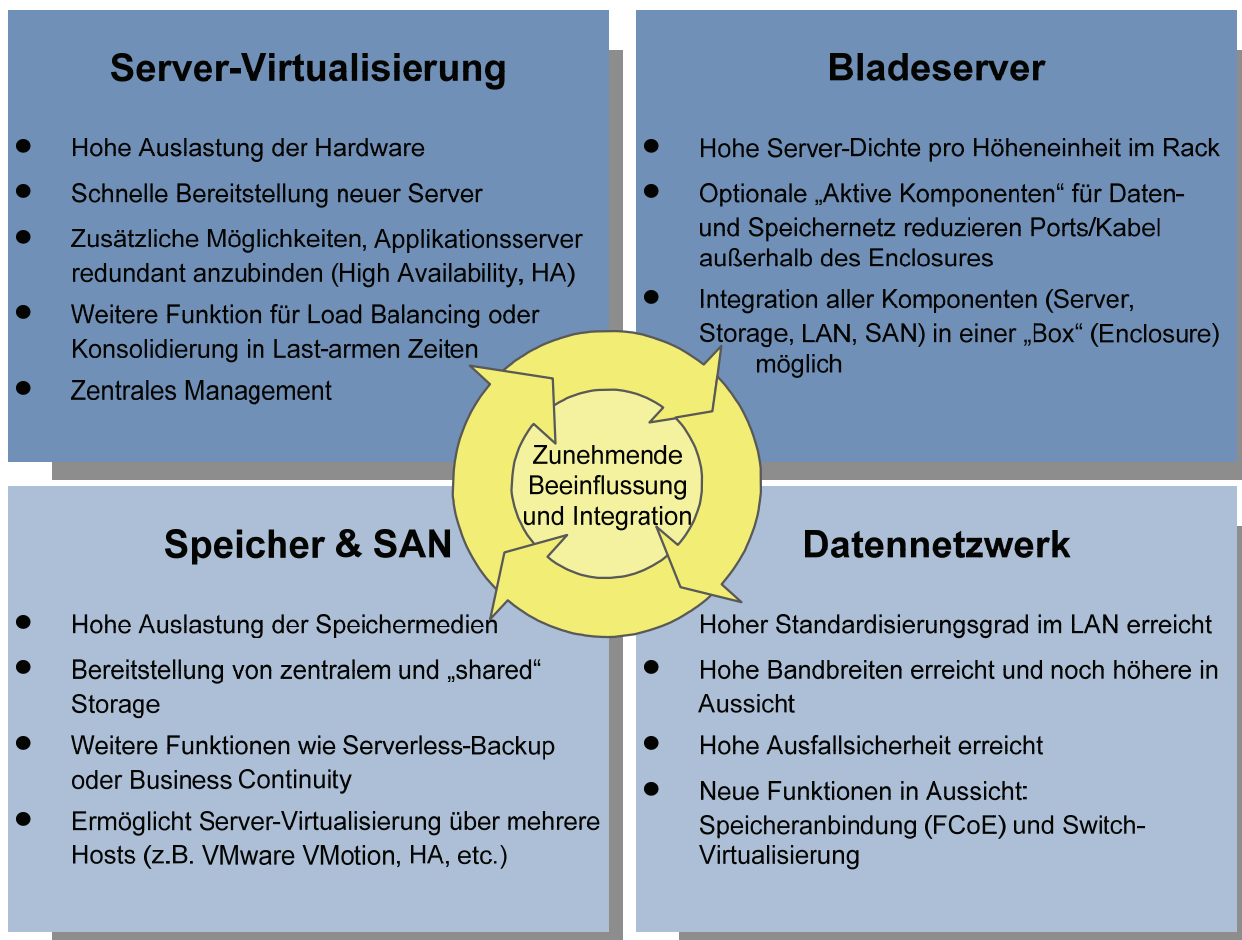 Server-Virtualisierung
● Hohe Auslastung der Hardware
● Schnelle Bereitstellung neuer Server
● Zusätzliche Möglichkeiten, Applikationsserver
redundant anzubinden (High Availability, HA)
● Weitere Funktion für Load Balancing oder
Konsolidierung in Last-armen Zeiten
● Zentrales Management
Bladeserver
● Hohe Server-Dichte pro Höheneinheit im Rack
● Optionale „Aktive Komponenten“ für Daten-
und Speichernetz reduzieren Ports/Kabel
außerhalb des Enclosures
● Integration aller Komponenten (Server,
Storage, LAN, SAN) in einer „Box“ (Enclosure)
möglich
Zunehmende
Beeinflussung
und Integration
Speicher & SAN
● Hohe Auslastung der Speichermedien
● Bereitstellung von zentralem und „shared“
Storage
● Weitere Funktionen wie Serverless-Backup
oder Business Continuity
● Ermöglicht Server-Virtualisierung über mehrere
Hosts (z.B. VMware VMotion, HA, etc.)
Datennetzwerk
Hoher Standardisierungsgrad im LAN erreicht
● Hohe Bandbreiten erreicht und noch höhere in
Aussicht
● Hohe Ausfallsicherheit erreicht
● Neue Funktionen in Aussicht:
Speicheranbindung (FCoE) und Switch-
Virtualisierung